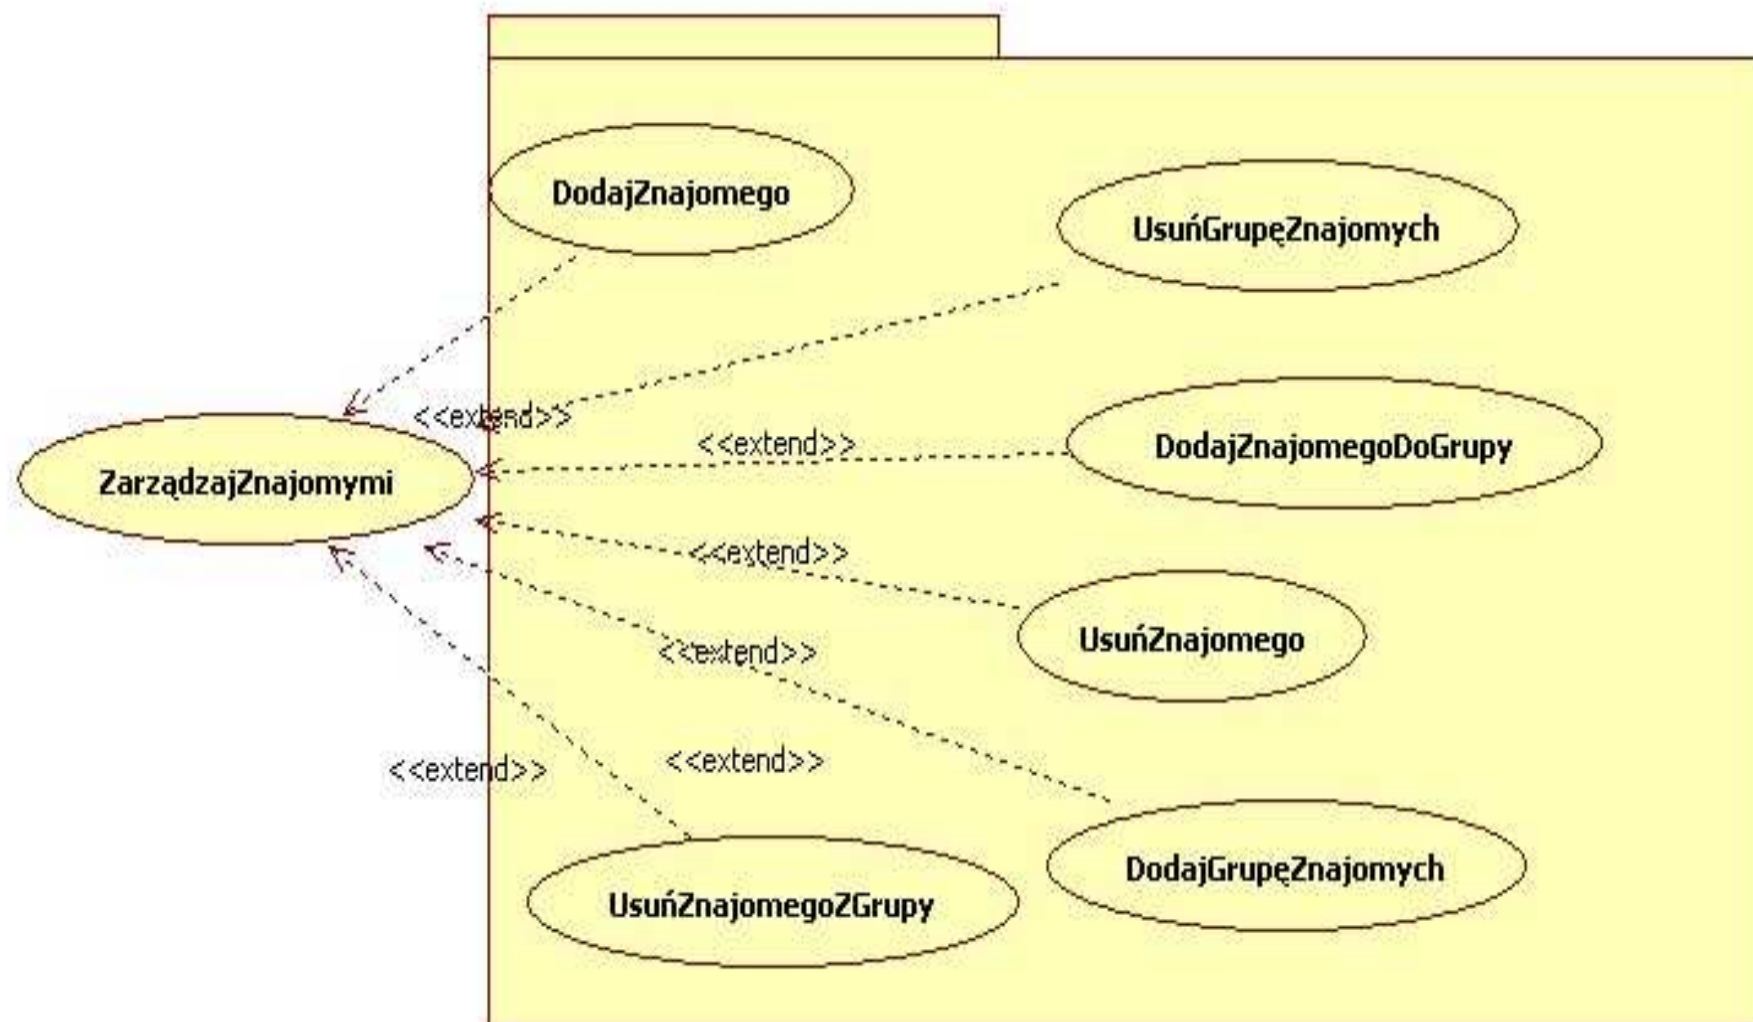 DodajZnajomego
UsuńGrupęZnajomych
<<extend>>
<<extend>>
DodajZnajomegoDoGrupy
ZarządzajZnajomymi
<<extend>>
UsuńZnajomego
<<extend>>
<<extend>>
<<extend>>
DodajGrupęZnajomych
UsuńZnajomegoZGrupy